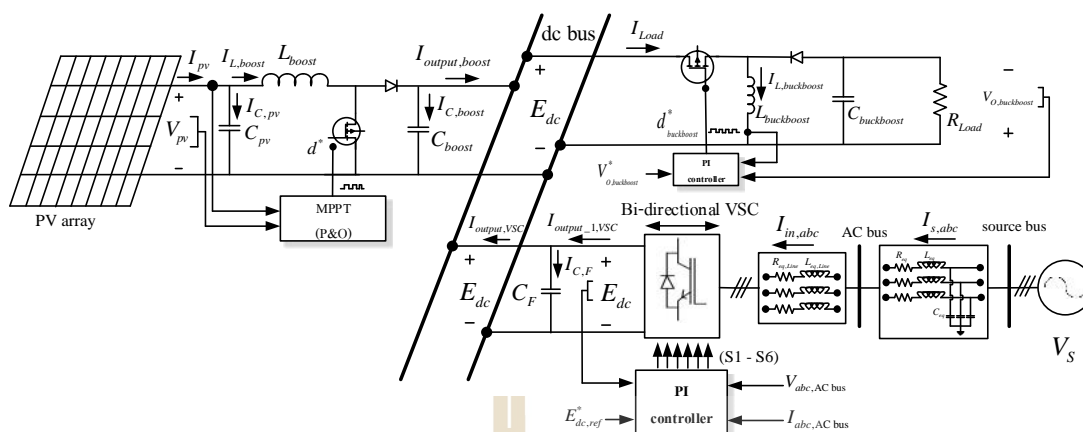 I_pv
I_L,boost
L_boost
I_output,boost
I_C,pv
C_pv
V_pv
d*
I_C,boost
C_boost
PV array
MPPT
(P&O)
dc bus
I_Load
+
E_dc
−
d*_buckboost
I_L,buckboost
L_buckboost
C_buckboost
R_Load
−
V_O,buckboost
+
V*_O,buckboost
PI
controller
Bi-directional VSC
I_output,VSC
I_output_1,VSC
I_C,F
C_F
+
E_dc
−
+
E_dc
−
I_in,abc
AC bus
I_s,abc
source bus
R_eq,Line
L_eq,Line
R_eq
L_eq
C_eq
V_S
(S1 - S6)
PI
controller
E*_dc,ref
V_abc,AC bus
I_abc,AC bus